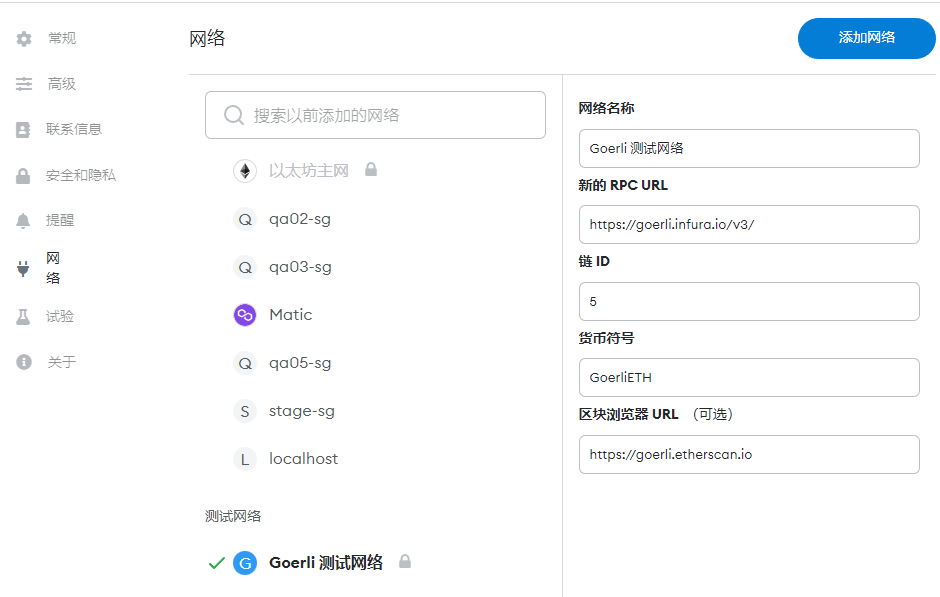 常规
高级
联系信息
安全和隐私
提醒
网
络
试验
关于
网络
添加网络
搜索以前添加的网络
以太坊主网
Q qa02-sg
Q qa03-sg
Matic
Q qa05-sg
S stage-sg
L localhost
测试网络
G Goerli 测试网络
网络名称
Goerli 测试网络
新的 RPC URL
https://goerli.infura.io/v3/
链 ID
5
货币符号
GoerliETH
区块浏览器 URL （可选）
https://goerli.etherscan.io